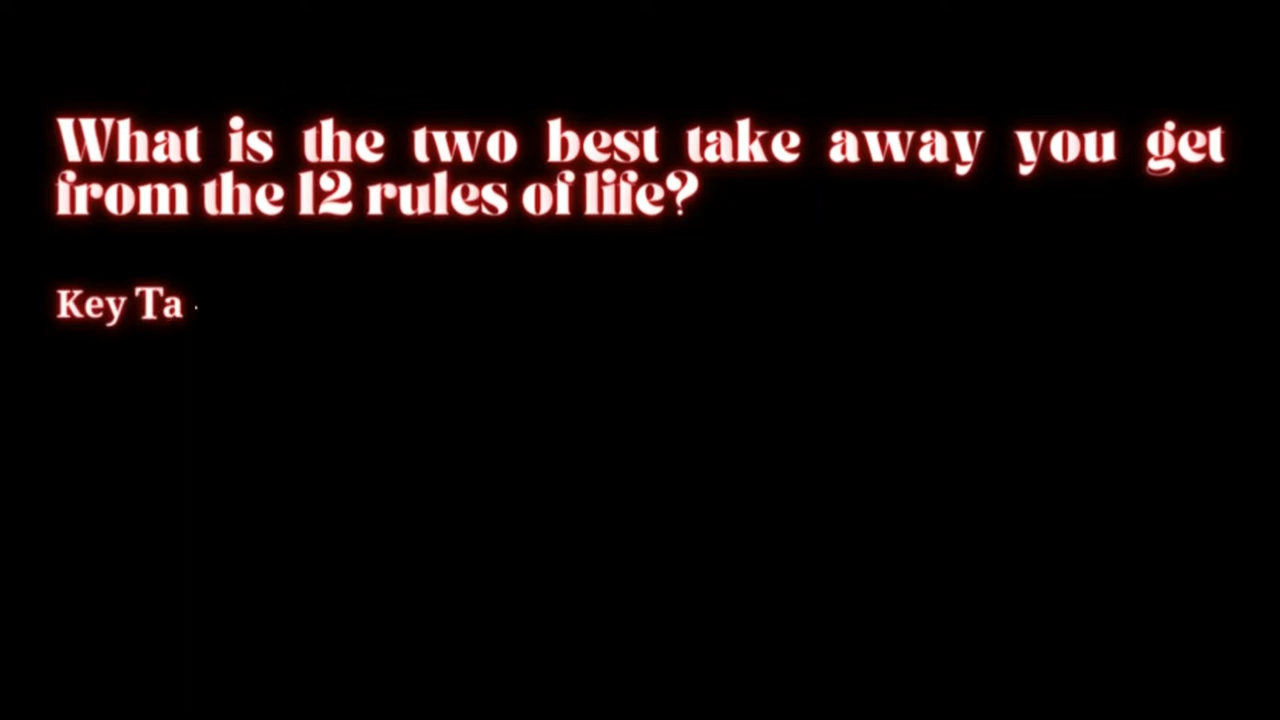 What is the two best take away you get
from the 12 rules of life?
Key Ta